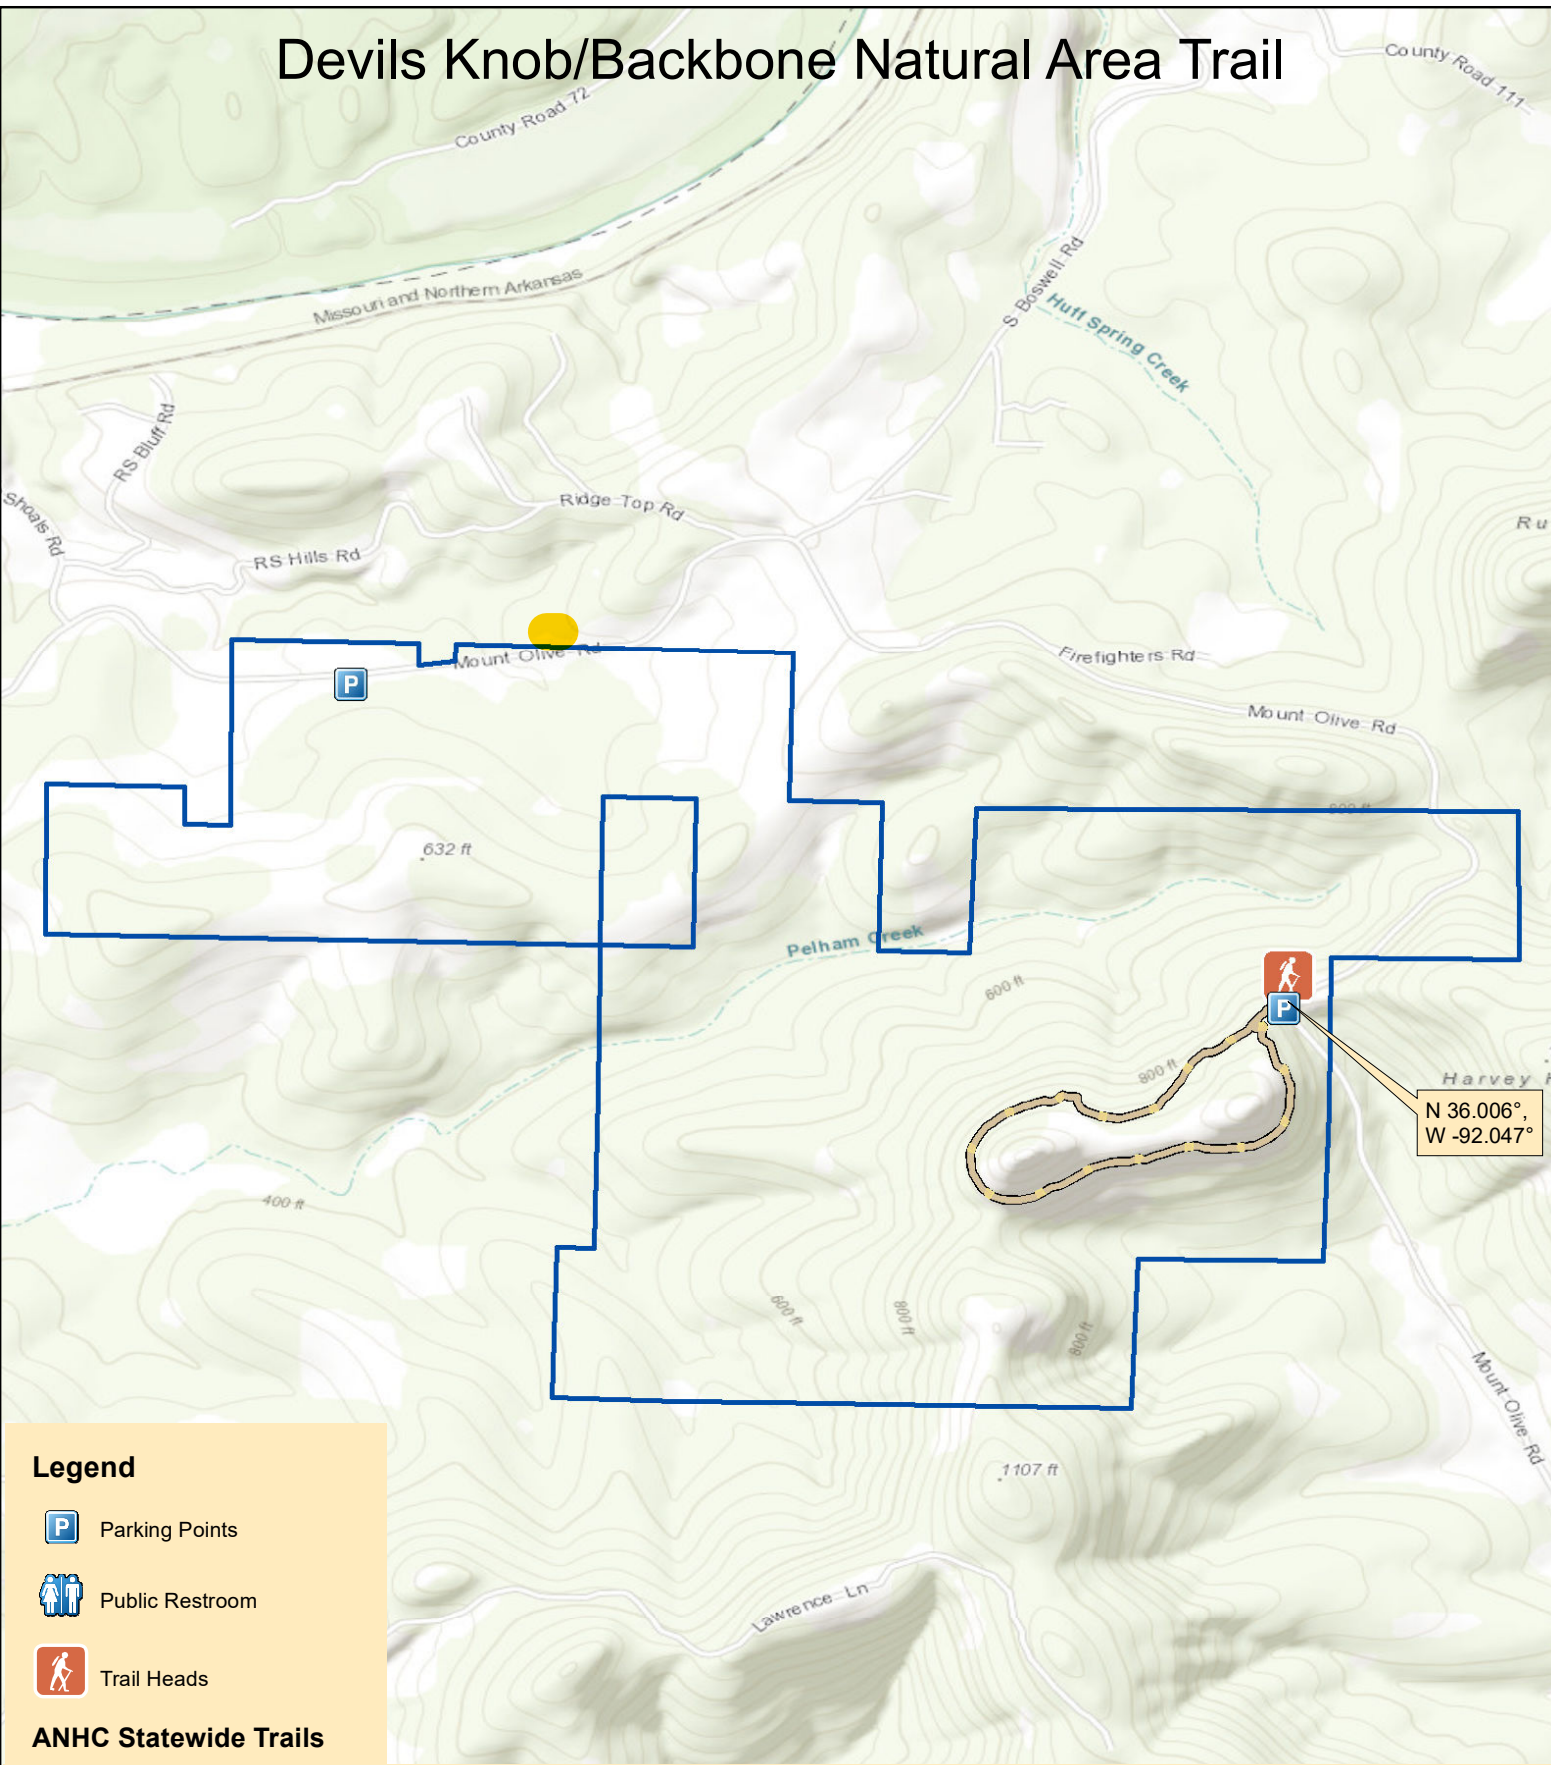 Devils Knob/Backbone Natural Area Trail
County Road 111
County Road 72
S Boswell Rd
Missouri and Northern Arkansas
Huff Spring Creek
RS Bluff Rd
Shoals Rd
Ridge Top Rd
Ru
RS Hills Rd
Mount Olive Rd
Firefighters Rd
P
Mount Olive Rd
800 ft
632 ft
Pelham Creek
600 ft
P
800 ft
Harvey
N 36.006°,
W -92.047°
400 ft
600 ft
800 ft
800 ft
Mount Olive Rd
1107 ft
Lawrence Ln
Legend
P Parking Points
Public Restroom
Trail Heads
ANHC Statewide Trails